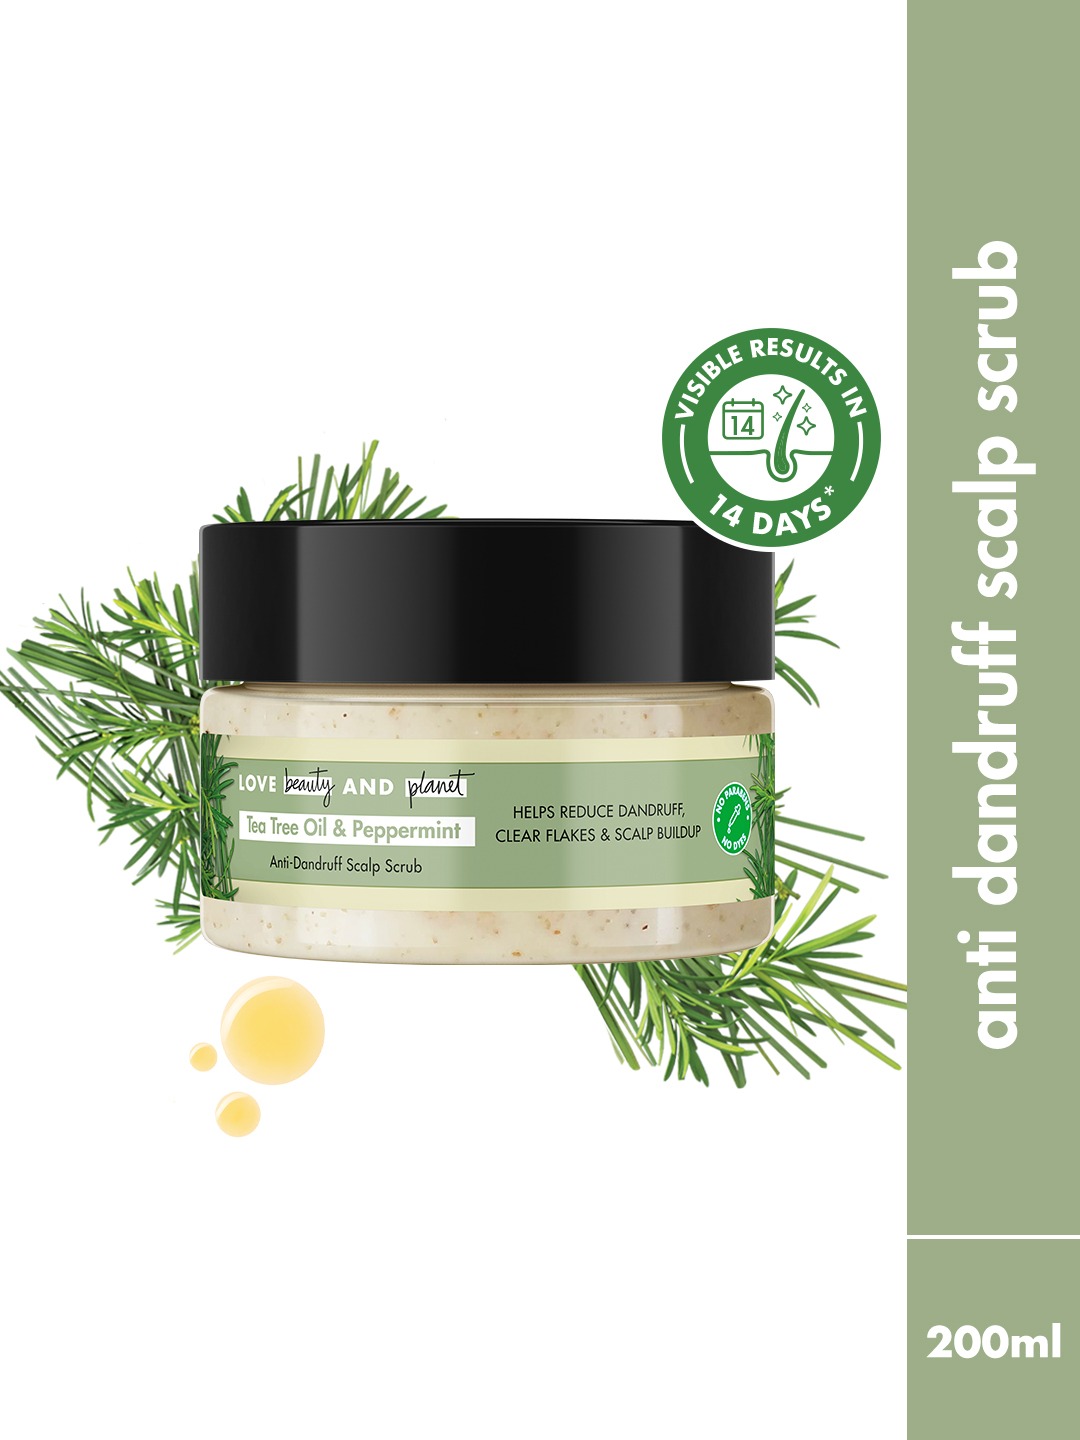 VISIBLE RESULTS IN
14
14 DAYS*
LOVE beauty AND planet
Tea Tree Oil & Peppermint
Anti-Dandruff Scalp Scrub
HELPS REDUCE DANDRUFF,
CLEAR FLAKES & SCALP BUILDUP
• NO PARABENS •
NO DYES
anti dandruff scalp scrub
200ml